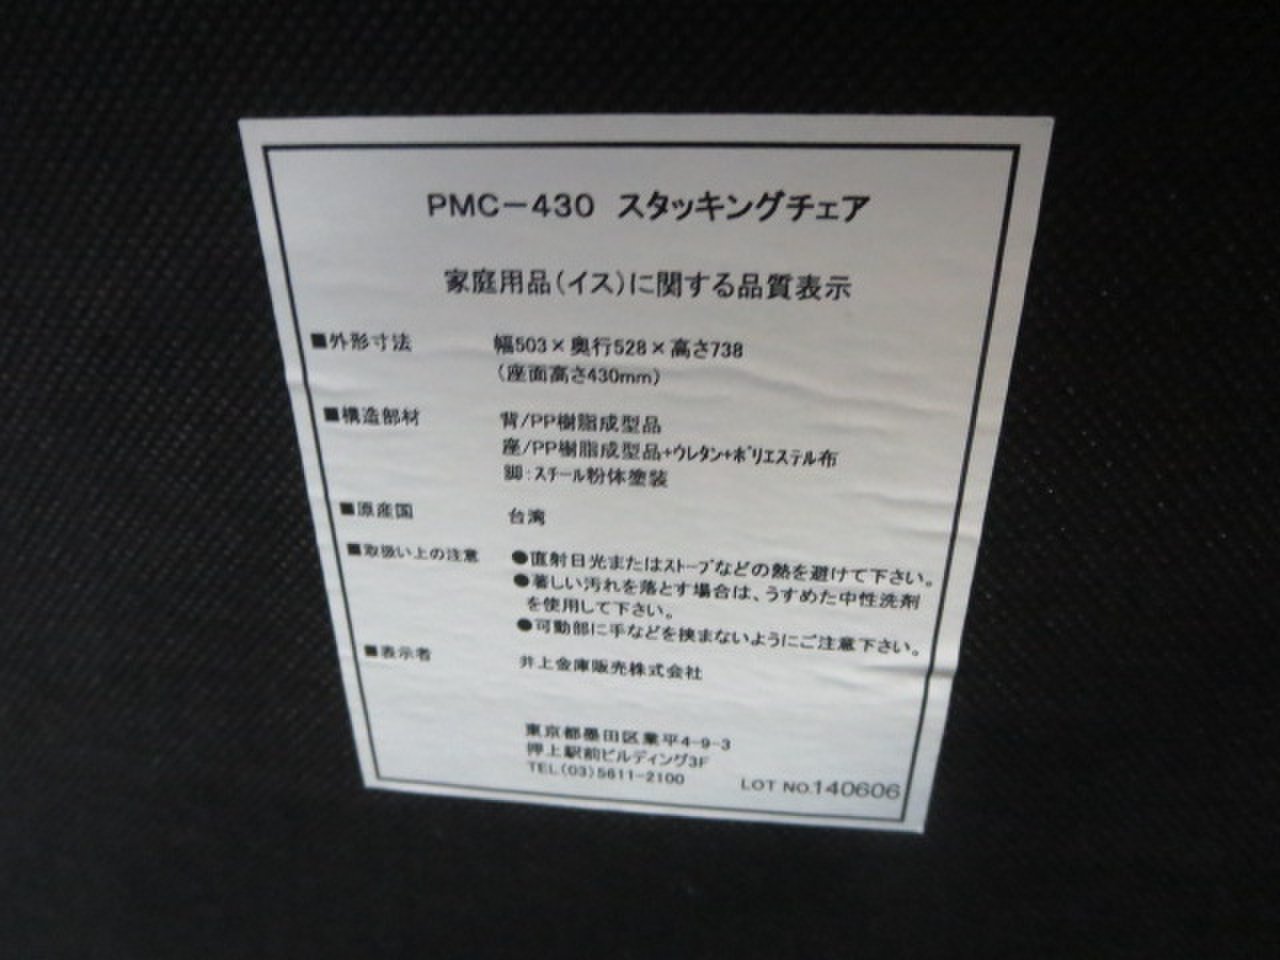 PMC-430 スタッキングチェア
家庭用品(イス)に関する品質表示
■外形寸法 幅503×奥行528×高さ738
(座面高さ430mm)
■構造部材 背/PP樹脂成型品
座/PP樹脂成型品+ウレタン+ポリエステル布
脚:スチール粉体塗装
■原産国 台湾
■取扱い上の注意 ●直射日光またはストーブなどの熱を避けて下さい。
●著しい汚れを落とす場合は、うすめた中性洗剤
を使用して下さい。
●可動部に手などを挟まないようにご注意下さい。
■表示者 井上金庫販売株式会社
東京都墨田区業平4-9-3
押上駅前ビルディング3F
TEL(03)5611-2100
LOT NO.140606